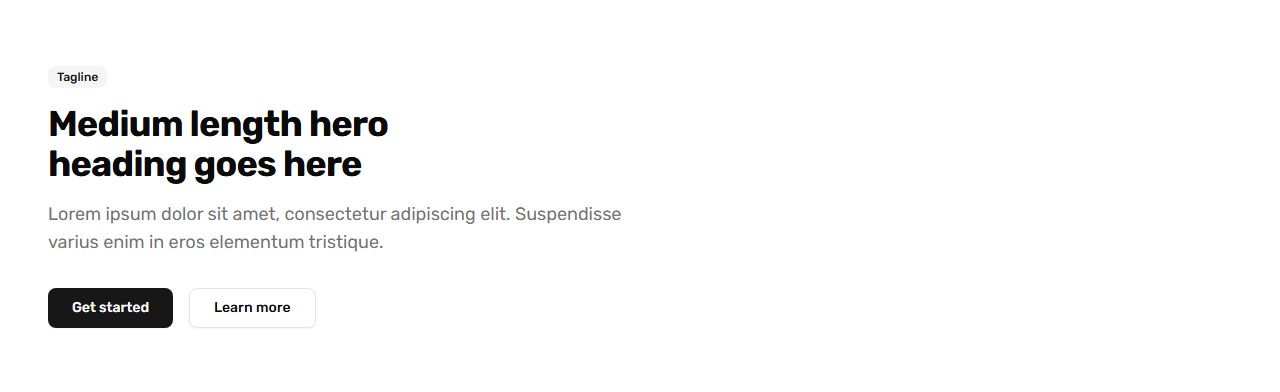 Tagline
Medium length hero
heading goes here
Lorem ipsum dolor sit amet, consectetur adipiscing elit. Suspendisse
varius enim in eros elementum tristique.
Get started
Learn more